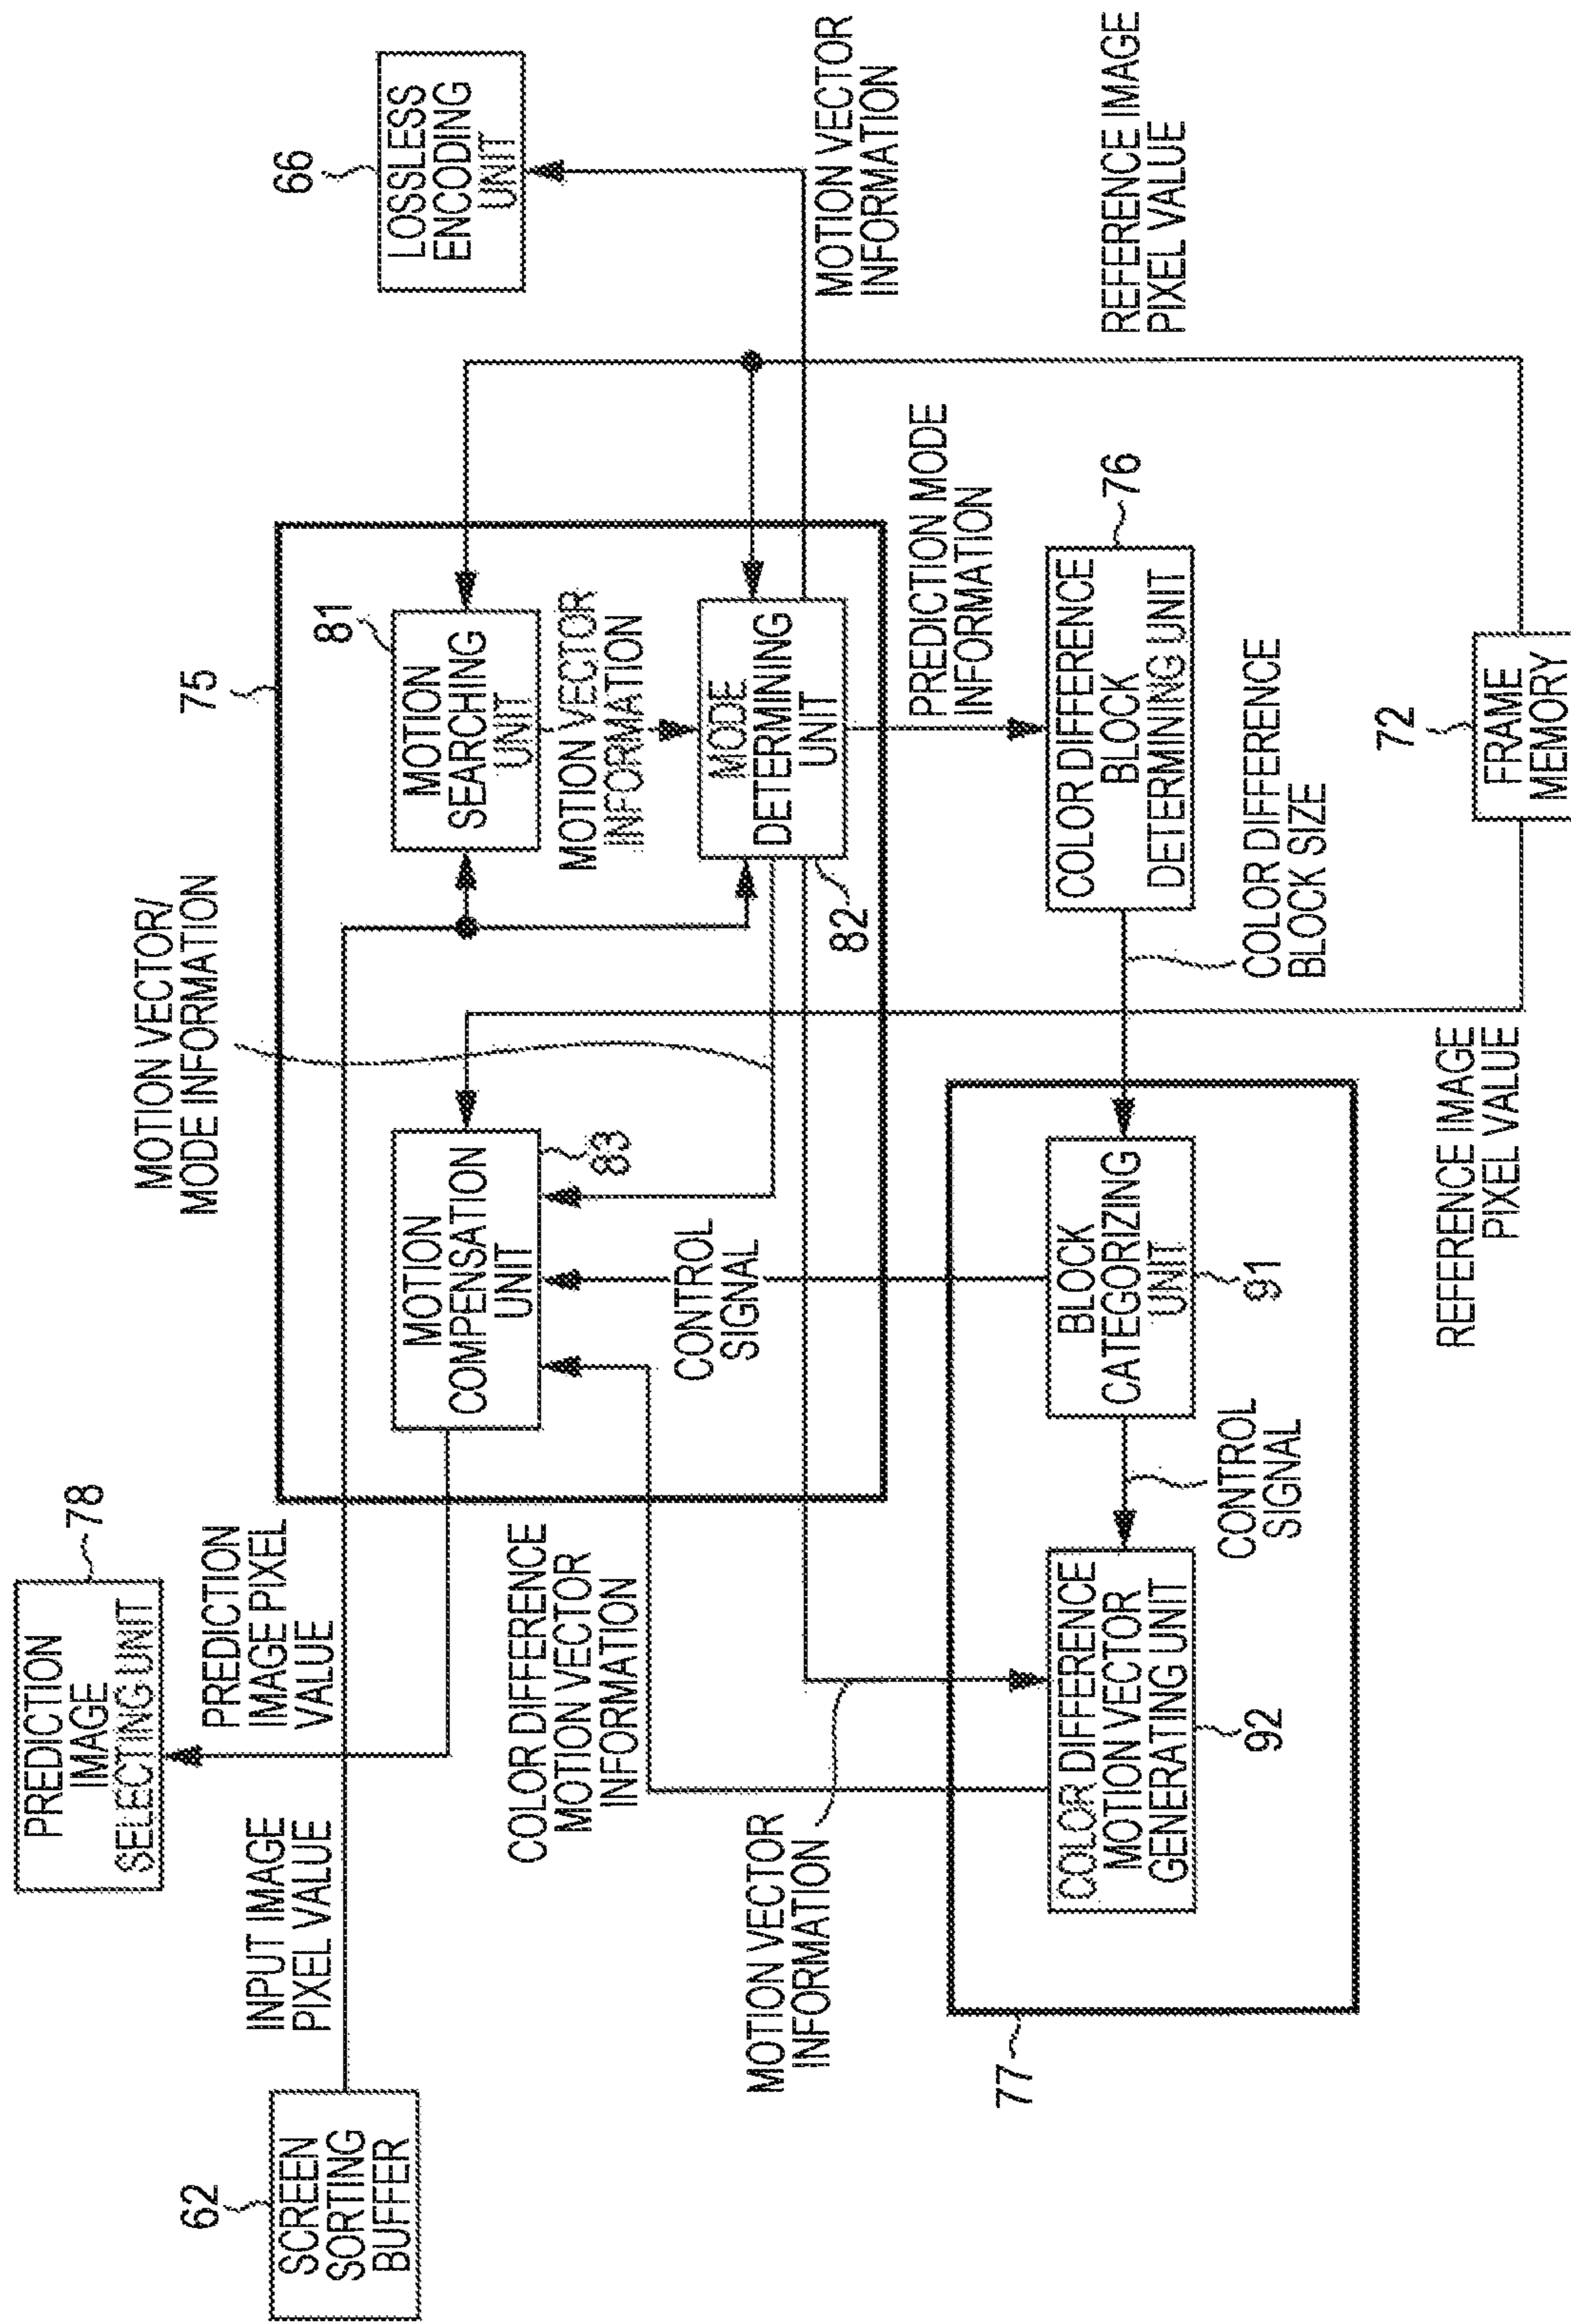 62
SCREEN
SORTING
BUFFER
INPUT IMAGE
PIXEL VALUE
PREDICTION
IMAGE
SELECTING UNIT
78
PREDICTION
IMAGE PIXEL
VALUE
MOTION VECTOR/
MODE INFORMATION
75
MOTION
COMPENSATION
UNIT
83
81
MOTION
SEARCHING
UNIT
MOTION VECTOR
INFORMATION
MODE
DETERMINING
UNIT
82
66
LOSSLESS
ENCODING
UNIT
MOTION VECTOR
INFORMATION
COLOR DIFFERENCE
MOTION VECTOR
INFORMATION
CONTROL
SIGNAL
MOTION VECTOR
INFORMATION
PREDICTION MODE
INFORMATION
REFERENCE IMAGE
PIXEL VALUE
77
COLOR DIFFERENCE
MOTION VECTOR
GENERATING UNIT
92
CONTROL
SIGNAL
BLOCK
CATEGORIZING
UNIT
91
COLOR DIFFERENCE
BLOCK
DETERMINING UNIT
76
COLOR DIFFERENCE
BLOCK SIZE
REFERENCE IMAGE
PIXEL VALUE
72
FRAME
MEMORY